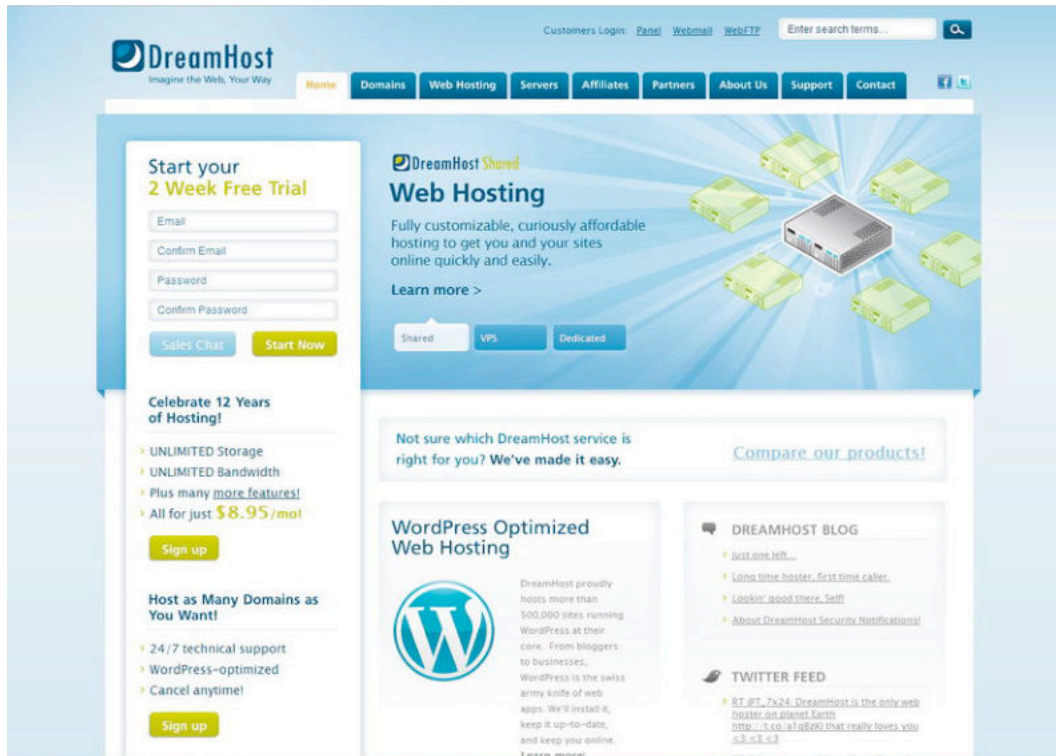 Customers Login: Panel Webmail WebFTP
Enter search terms...
DreamHost
Imagine the Web, Your Way
Home Domains Web Hosting Servers Affiliates Partners About Us Support Contact
Start your
2 Week Free Trial
Email
Confirm Email
Password
Confirm Password
Sales Chat Start Now
DreamHost Shared
Web Hosting
Fully customizable, curiously affordable
hosting to get you and your sites
online quickly and easily.
Learn more >
Shared VPS Dedicated
Celebrate 12 Years
of Hosting!
UNLIMITED Storage
UNLIMITED Bandwidth
Plus many more features!
All for just $8.95/mo!
Sign up
Host as Many Domains as
You Want!
24/7 technical support
WordPress-optimized
Cancel anytime!
Sign up
Not sure which DreamHost service is
right for you? We've made it easy.
Compare our products!
WordPress Optimized
Web Hosting
DreamHost proudly
hosts more than
500,000 sites running
WordPress at their
core. From bloggers
to businesses,
WordPress is the swiss
army knife of web
apps. We'll install it,
keep it up-to-date,
and keep you online.
Learn more!
DREAMHOST BLOG
Just one left...
Long time hoster, first time caller.
Lookin' good there, Self!
About DreamHost Security Notifications!
TWITTER FEED
RT @T_7x24: DreamHost is the only web
hoster on planet Earth
that really loves you
<3 <3 <3